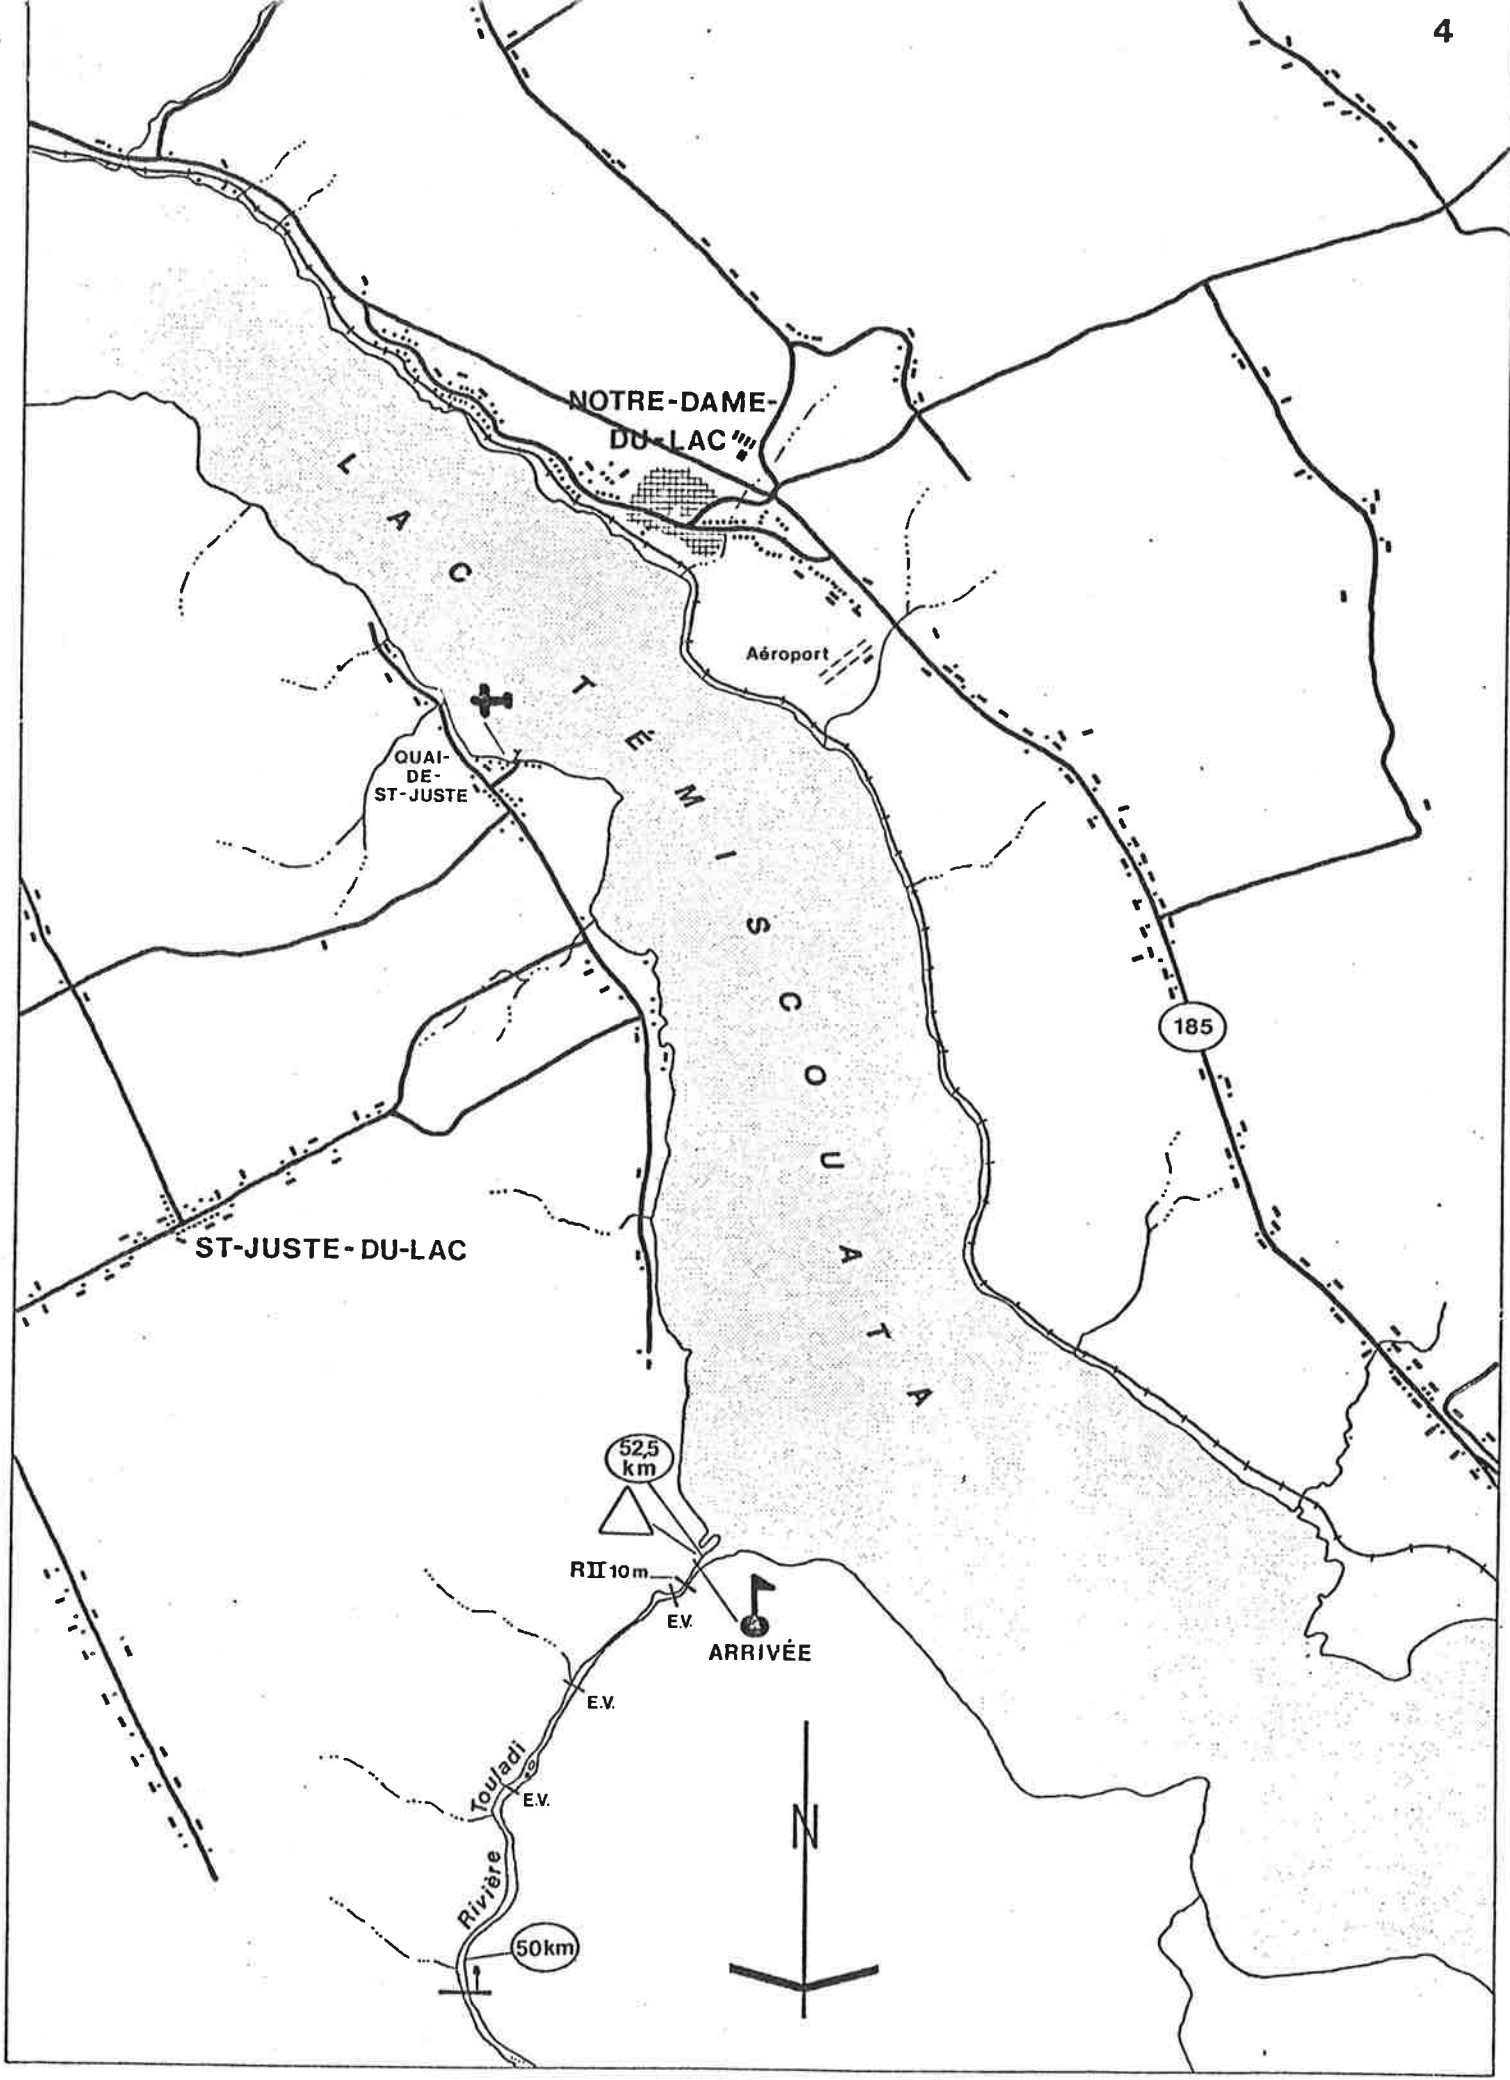 4
NOTRE-DAME-
DU-LAC
LAC TÉMISCOUATA
Aéroport
QUAI-
DE-
ST-JUSTE
185
ST-JUSTE-DU-LAC
52,5
km
RII 10m
E.V.
ARRIVÉE
E.V.
E.V.
Rivière Touladi
50km
N